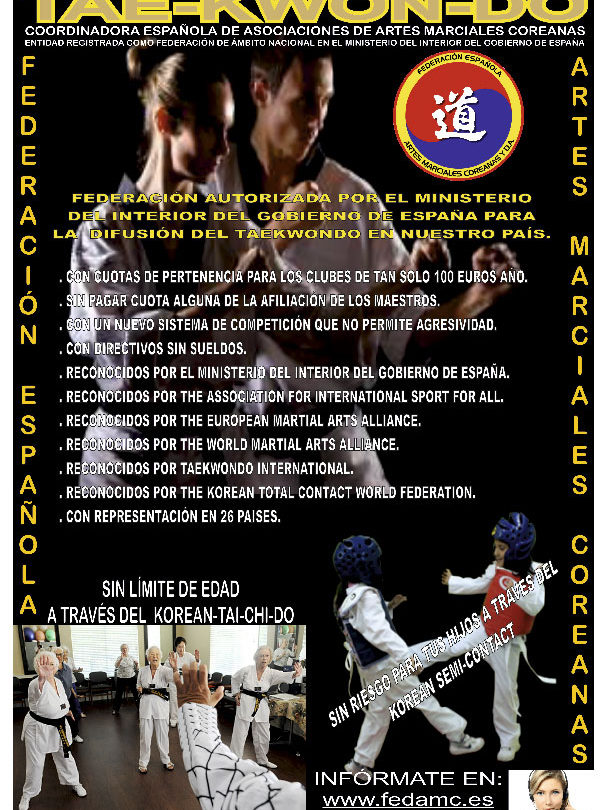 TAE-KWON-DO
COORDINADORA ESPAÑOLA DE ASOCIACIONES DE ARTES MARCIALES COREANAS
ENTIDAD REGISTRADA COMO FEDERACIÓN DE ÁMBITO NACIONAL EN EL MINISTERIO DEL INTERIOR DEL GOBIERNO DE ESPAÑA
FEDERACIÓN ESPAÑOLA
ARTES MARCIALES COREANAS
FEDERACIÓN ESPAÑOLA
道
ARTES MARCIALES COREANAS Y D.A.
FEDERACIÓN AUTORIZADA POR EL MINISTERIO
DEL INTERIOR DEL GOBIERNO DE ESPAÑA PARA
LA DIFUSIÓN DEL TAEKWONDO EN NUESTRO PAÍS.
. CON CUOTAS DE PERTENENCIA PARA LOS CLUBES DE TAN SOLO 100 EUROS AÑO.
. SIN PAGAR CUOTA ALGUNA DE LA AFILIACIÓN DE LOS MAESTROS.
. CON UN NUEVO SISTEMA DE COMPETICIÓN QUE NO PERMITE AGRESIVIDAD.
. CON DIRECTIVOS SIN SUELDOS.
. RECONOCIDOS POR EL MINISTERIO DEL INTERIOR DEL GOBIERNO DE ESPAÑA.
. RECONOCIDOS POR THE ASSOCIATION FOR INTERNATIONAL SPORT FOR ALL.
. RECONOCIDOS POR THE EUROPEAN MARTIAL ARTS ALLIANCE.
. RECONOCIDOS POR THE WORLD MARTIAL ARTS ALLIANCE.
. RECONOCIDOS POR TAEKWONDO INTERNATIONAL.
. RECONOCIDOS POR THE KOREAN TOTAL CONTACT WORLD FEDERATION.
. CON REPRESENTACIÓN EN 26 PAISES.
SIN LÍMITE DE EDAD
A TRAVÉS DEL KOREAN-TAI-CHI-DO
SIN RIESGO PARA TUS HIJOS A TRAVES DEL
KOREAN SEMI-CONTACT
INFÓRMATE EN:
www.fedamc.es